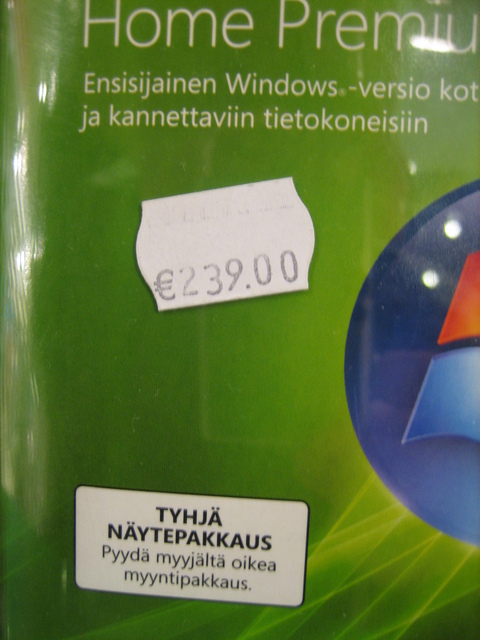 Home Premiu
Ensisijainen Windows®-versio kot
ja kannettaviin tietokoneisiin
€239.00
TYHJÄ
NÄYTEPAKKAUS
Pyydä myyjältä oikea
myyntipakkaus.